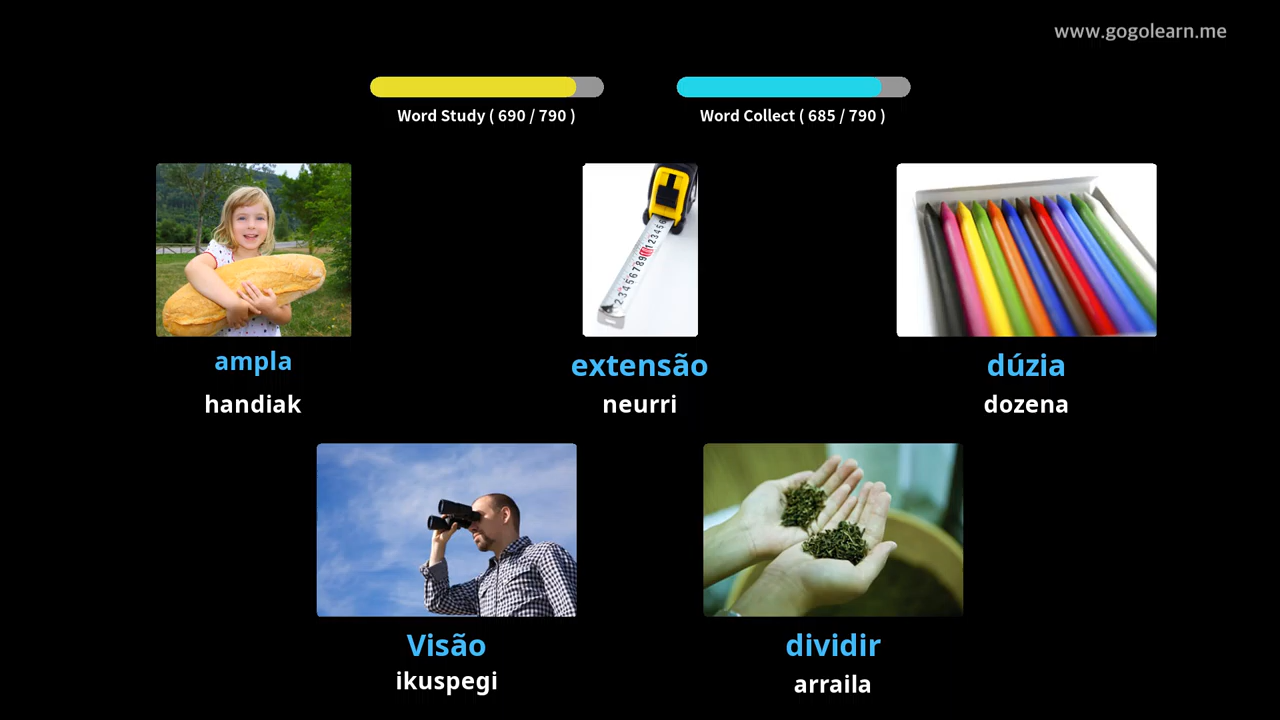 www.gogolearn.me
Word Study ( 690 / 790 )
Word Collect ( 685 / 790 )
ampla
handiak
extensão
neurri
dúzia
dozena
Visão
ikuspegi
dividir
arraila